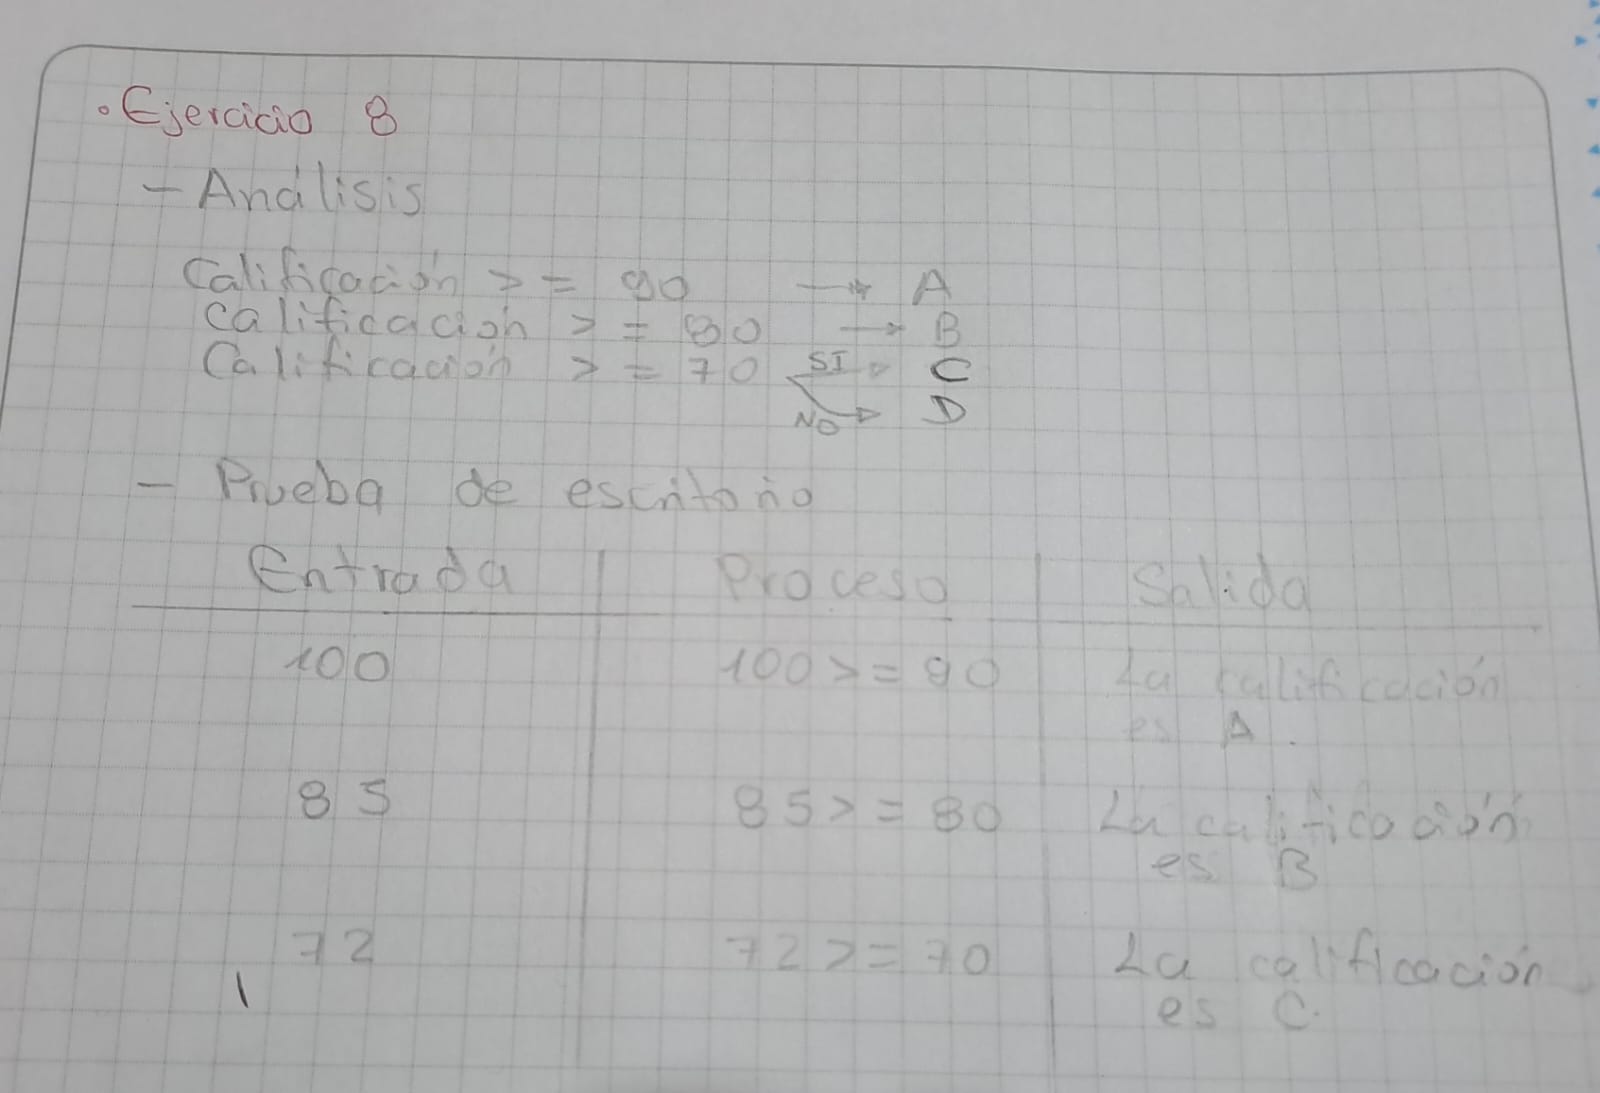 • Ejercicio 8
- Análisis
Calificación >= 90 → A
Calificación >= 80 → B
Calificación >= 70 SI → C
NO → D
- Prueba de escritorio
Entrada | Proceso | Salida
100 | 100 >= 90 | La calificación
es A.
85 | 85 >= 80 | La calificación
es B
72 | 72 >= 70 | La calificación
es C.